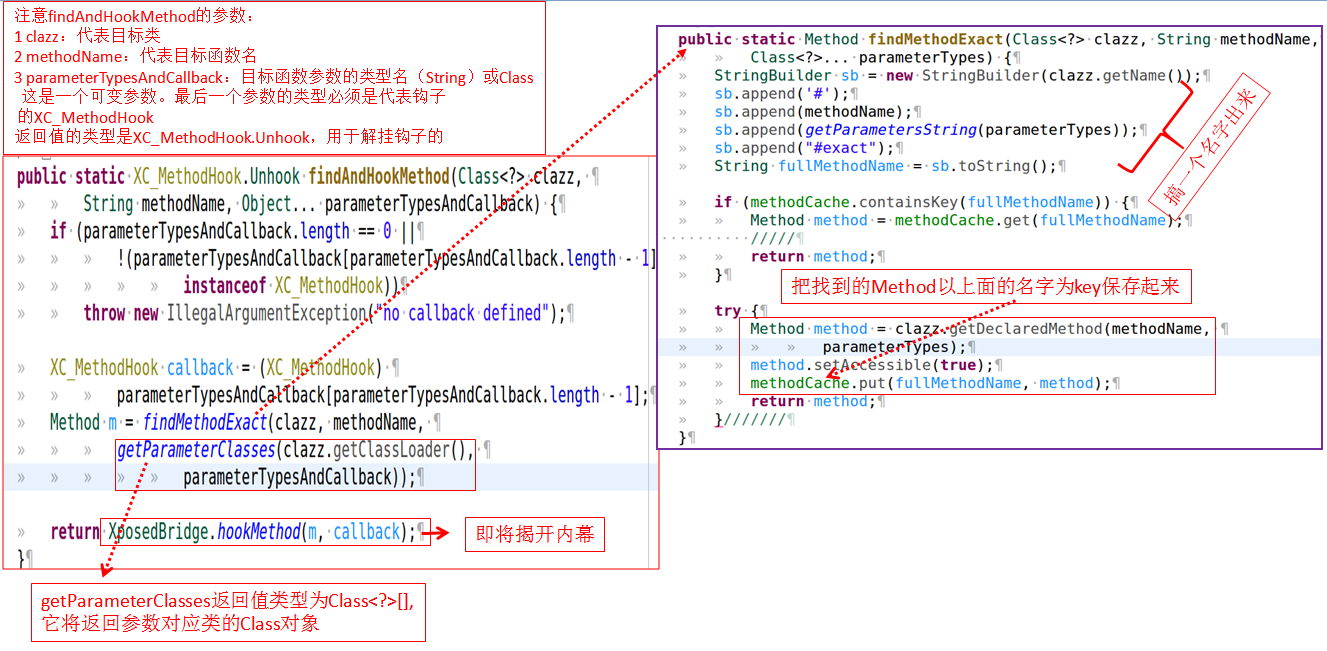 注意findAndHookMethod的参数：
1 clazz：代表目标类
2 methodName：代表目标函数名
3 parameterTypesAndCallback：目标函数参数的类型名（String）或Class
这是一个可变参数。最后一个参数的类型必须是代表钩子
的XC_MethodHook
返回值的类型是XC_MethodHook.Unhook，用于解挂钩子的
public static XC_MethodHook.Unhook findAndHookMethod(Class<?> clazz, ¶
» » String methodName, Object... parameterTypesAndCallback) {¶
» if (parameterTypesAndCallback.length == 0 ||¶
» » » !(parameterTypesAndCallback[parameterTypesAndCallback.length - 1]
» » » » » instanceof XC_MethodHook))
» » throw new IllegalArgumentException("no callback defined");¶
» XC_MethodHook callback = (XC_MethodHook) ¶
» » » parameterTypesAndCallback[parameterTypesAndCallback.length - 1];¶
» Method m = findMethodExact(clazz, methodName, ¶
» » » getParameterClasses(clazz.getClassLoader(), ¶
» » » » » parameterTypesAndCallback));¶
» return XposedBridge.hookMethod(m, callback);¶
}¶
即将揭开内幕
getParameterClasses返回值类型为Class<?>[],
它将返回参数对应类的Class对象
public static Method findMethodExact(Class<?> clazz, String methodName,
» » Class<?>... parameterTypes) {¶
» StringBuilder sb = new StringBuilder(clazz.getName());¶
» sb.append('#');¶
» sb.append(methodName);¶
» sb.append(getParametersString(parameterTypes));¶
» sb.append("#exact");¶
» String fullMethodName = sb.toString();¶
搞一个名字出来
» if (methodCache.containsKey(fullMethodName)) {¶
» » Method method = methodCache.get(fullMethodName);¶
/////¶
» » return method;¶
» }¶
把找到的Method以上面的名字为key保存起来
» try {¶
» » Method method = clazz.getDeclaredMethod(methodName, ¶
» » » » parameterTypes);¶
» » method.setAccessible(true);¶
» » methodCache.put(fullMethodName, method);¶
» » return method;¶
» }///////¶
}¶